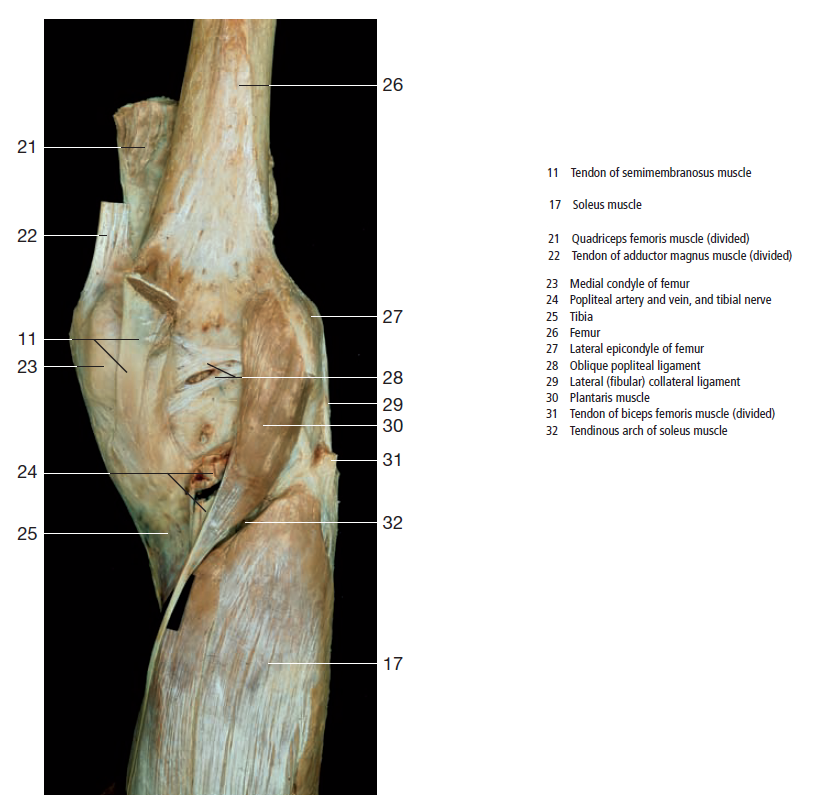 26
21
22
27
11
23
28
29
30
31
24
32
25
17
11 Tendon of semimembranosus muscle
17 Soleus muscle
21 Quadriceps femoris muscle (divided)
22 Tendon of adductor magnus muscle (divided)
23 Medial condyle of femur
24 Popliteal artery and vein, and tibial nerve
25 Tibia
26 Femur
27 Lateral epicondyle of femur
28 Oblique popliteal ligament
29 Lateral (fibular) collateral ligament
30 Plantaris muscle
31 Tendon of biceps femoris muscle (divided)
32 Tendinous arch of soleus muscle